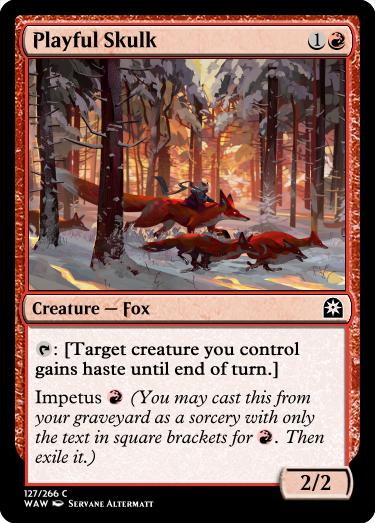 Playful Skulk 1
Creature — Fox
: [Target creature you control
gains haste until end of turn.]
Impetus (You may cast this from
your graveyard as a sorcery with only
the text in square brackets for . Then
exile it.)
2/2
127/266 C
WAW SERVANE ALTERMATT